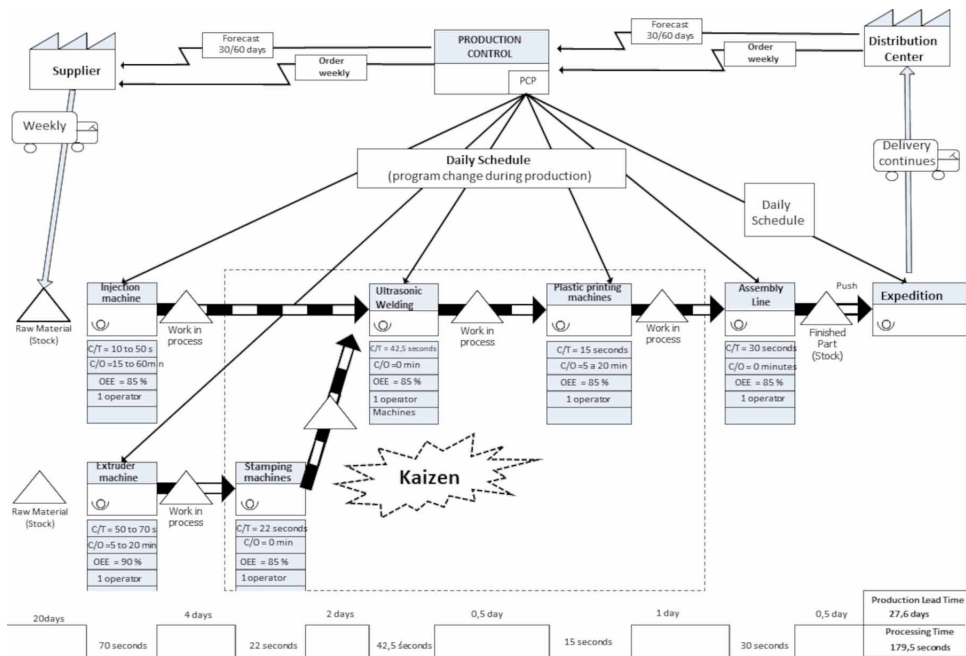 Forecast
30/60 days
Order
weekly
Supplier
PRODUCTION
CONTROL
PCP
Forecast
30/60 days
Order
weekly
Distribution
Center
Weekly
Delivery
continues
Daily Schedule
(program change during production)
Daily
Schedule
Raw Material
(Stock)
Injection
machine
C/T = 10 to 50 s
C/O =15 to 60min
OEE = 85 %
1 operator
Work in
process
Ultrasonic
Welding
C/T = 42,5 seconds
C/O =0 min
OEE = 85 %
1 operator
Machines
Work in
process
Plastic printing
machines
C/T = 15 seconds
C/O =5 a 20 min
OEE = 85 %
1 operator
Work in
process
Assembly
Line
C/T = 30 seconds
C/O = 0 minutes
OEE = 85 %
1 operator
Push
Finished
Part
(Stock)
Expedition
Raw Material
(Stock)
Extruder
machine
C/T = 50 to 70 s
C/O =5 to 20 min
OEE = 90 %
1 operator
Work in
process
Stamping
machines
C/T = 22 seconds
C/O = 0 min
OEE = 85 %
1 operator
Kaizen
20days
4 days
2 days
0,5 day
1 day
0,5 day
Production Lead Time
27,6 days
70 seconds
22 seconds
42,5 seconds
15 seconds
30 seconds
Processing Time
179,5 seconds